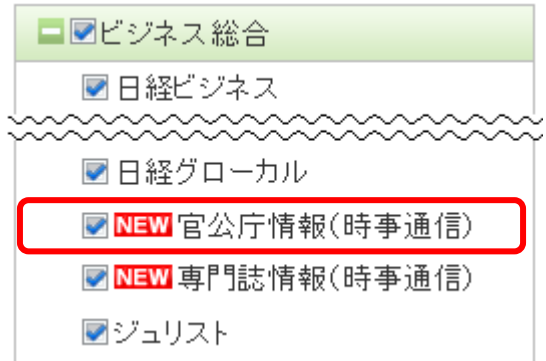 ビジネス総合
日経ビジネス
日経グローカル
NEW 官公庁情報(時事通信)
NEW 専門誌情報(時事通信)
ジュリスト